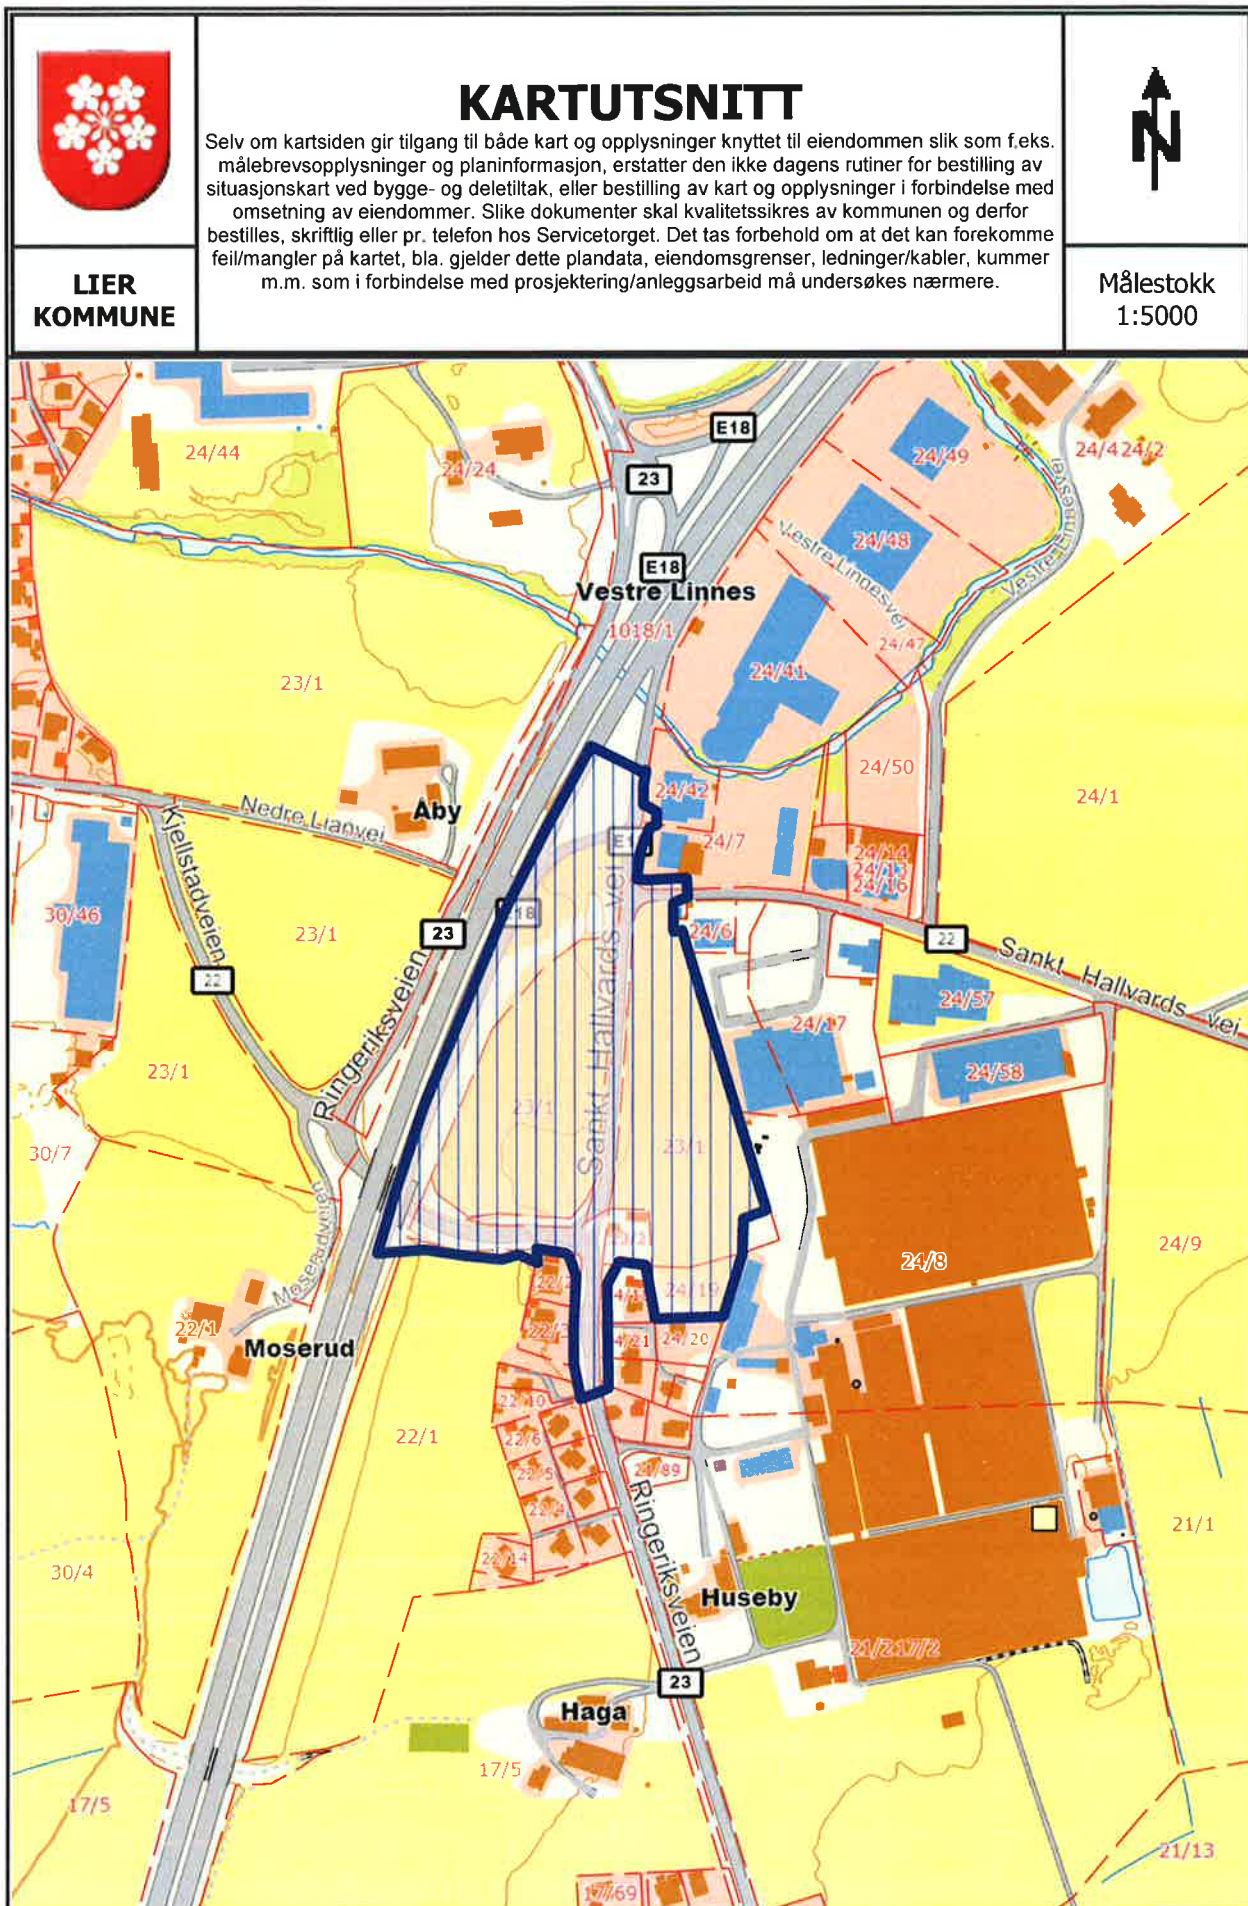 KARTUTSNITT
Selv om kartsiden gir tilgang til både kart og opplysninger knyttet til eiendommen slik som f.eks.
målebrevsopplysninger og planinformasjon, erstatter den ikke dagens rutiner for bestilling av
situasjonskart ved bygge- og deletiltak, eller bestilling av kart og opplysninger i forbindelse med
omsetning av eiendommer. Slike dokumenter skal kvalitetssikres av kommunen og derfor
bestilles, skriftlig eller pr. telefon hos Servicetorget. Det tas forbehold om at det kan forekomme
feil/mangler på kartet, bla. gjelder dette plandata, eiendomsgrenser, ledninger/kabler, kummer
m.m. som i forbindelse med prosjektering/anleggsarbeid må undersøkes nærmere.
N
LIER
KOMMUNE
Målestokk
1:5000
E18
24/44
24/24
23
24/49
24/2
24/48
Vestre Linnesvei
Vestre Linnesvei
E18
Vestre Linnes
1018/1
24/47
24/41
23/1
24/50
24/42
24/1
Nedre Lianvei
Åby
24/7
24/14
24/13
24/16
Kjellstadveien
30/46
23/1
23
24/6
22
Sankt Hallvards vei
22
Ringeriksveien
Sankt Hallvards vei
24/57
24/17
23/1
24/58
23/1
23/1
30/7
Moserudveien
24/9
24/8
22/1
Moserud
24/19
22/3
4/21
24/20
22/10
22/1
22/6
22/5
22/4
21/89
Ringeriksveien
21/1
22/14
30/4
Huseby
21/2
17/2
23
Haga
17/5
17/5
21/13
17/69